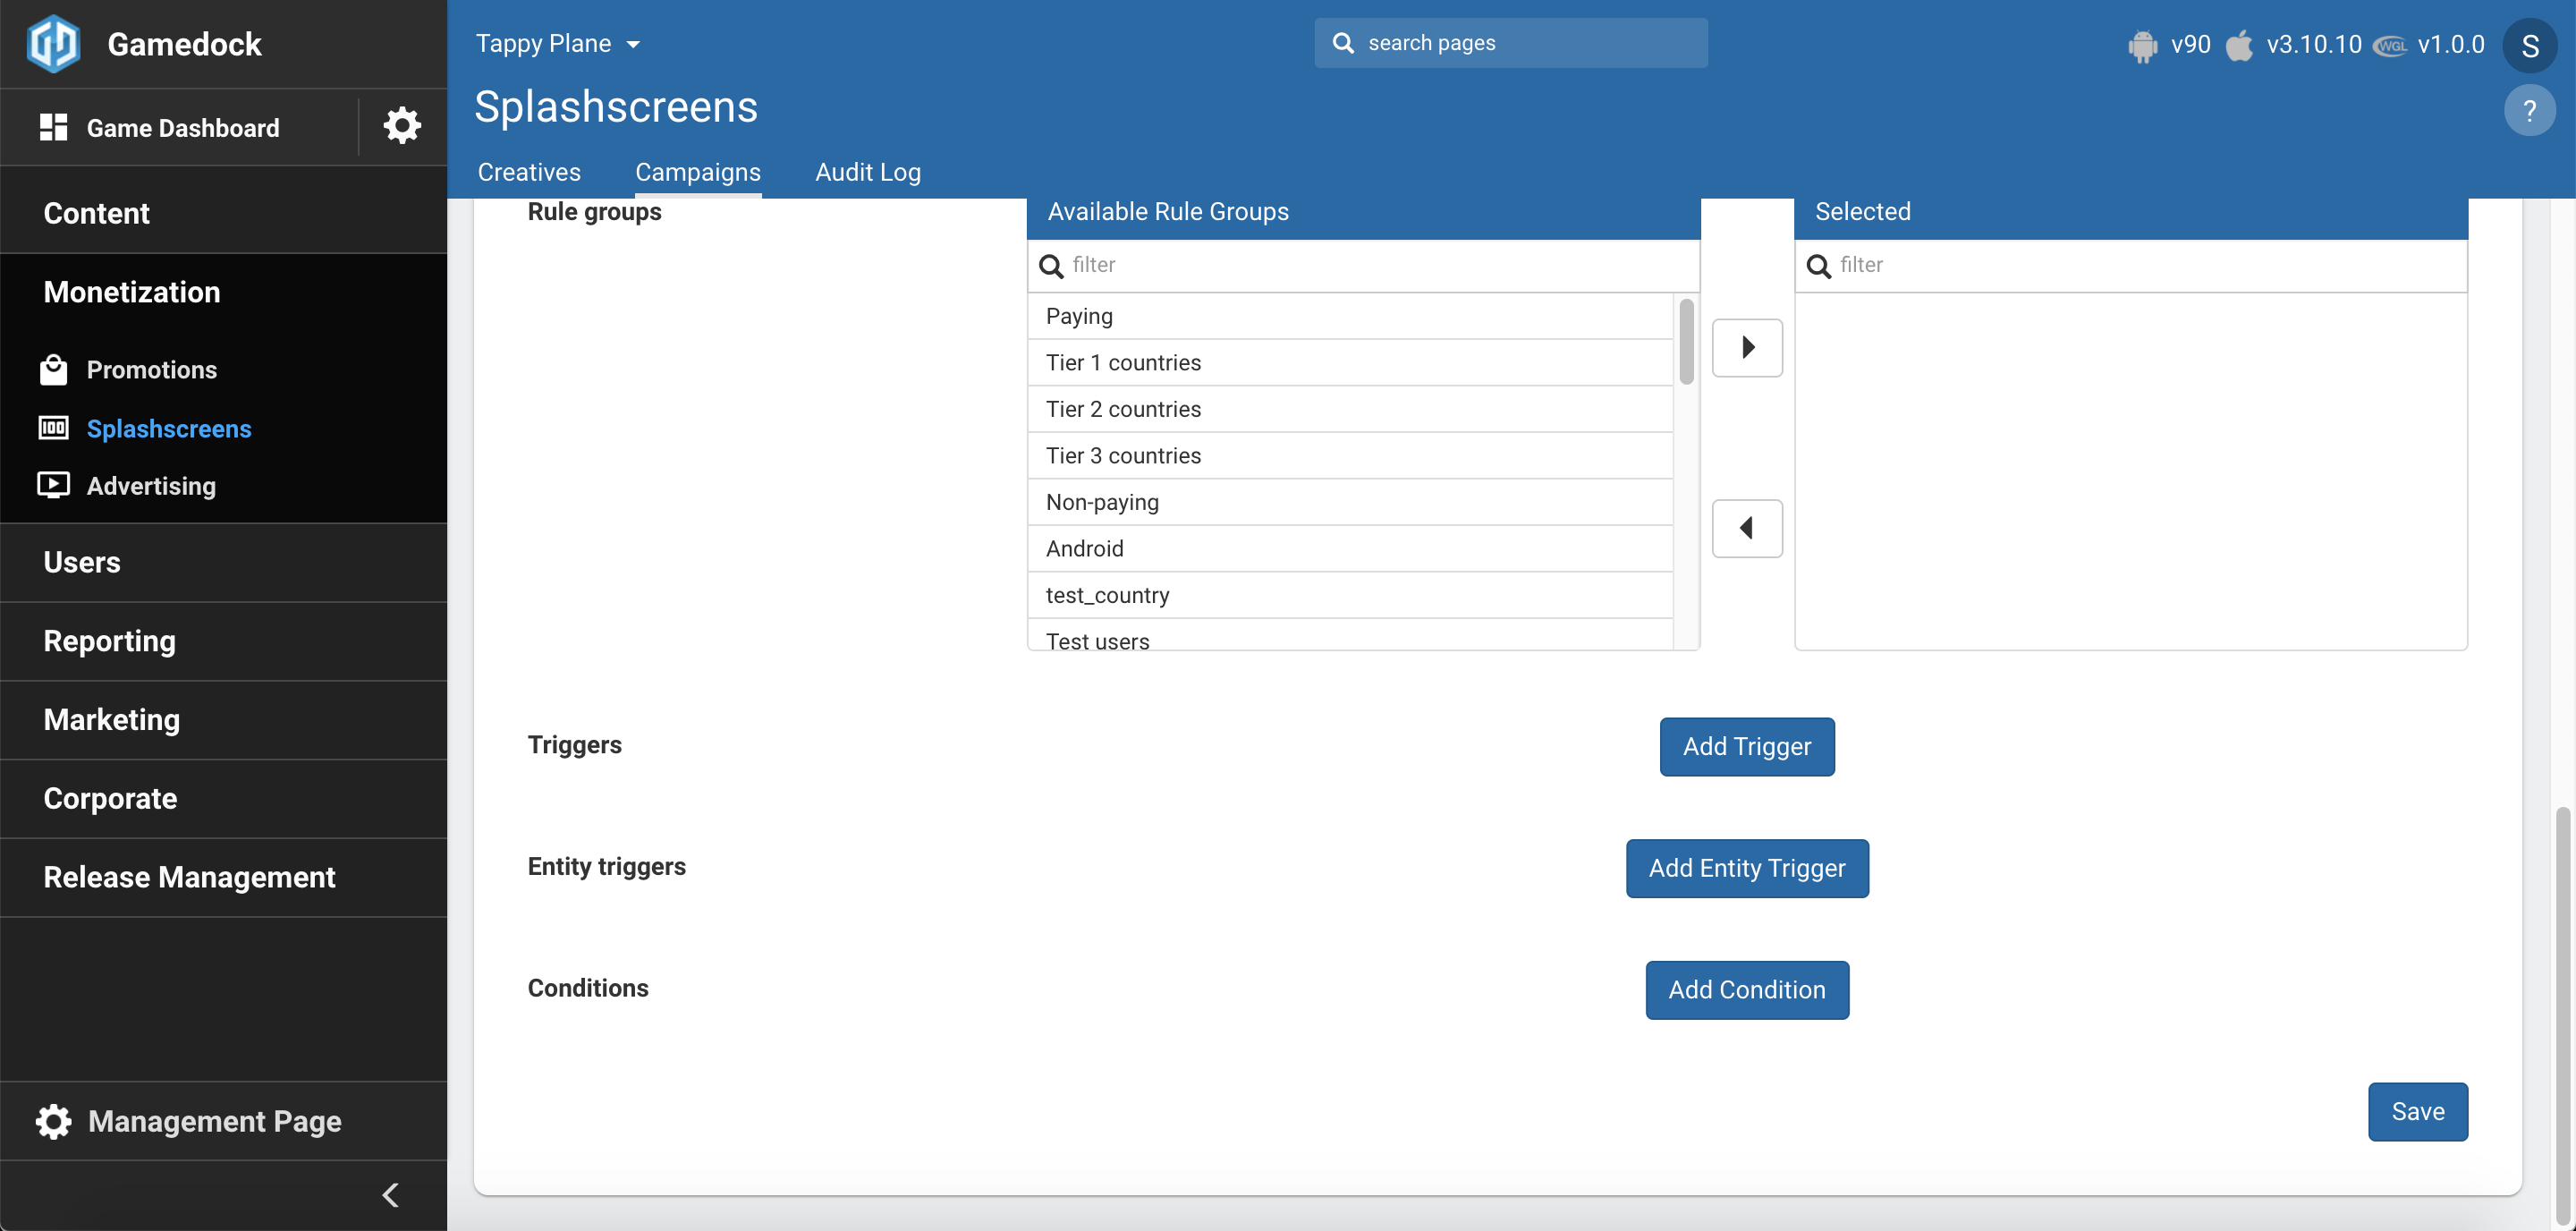 Gamedock
Game Dashboard
Content
Monetization
Promotions
Splashscreens
Advertising
Users
Reporting
Marketing
Corporate
Release Management
Management Page
Tappy Plane
search pages
v90 v3.10.10 WGL v1.0.0 S
?
Splashscreens
Creatives Campaigns Audit Log
Rule groups
Available Rule Groups
filter
Paying
Tier 1 countries
Tier 2 countries
Tier 3 countries
Non-paying
Android
test_country
Test users
Selected
filter
Triggers
Add Trigger
Entity triggers
Add Entity Trigger
Conditions
Add Condition
Save